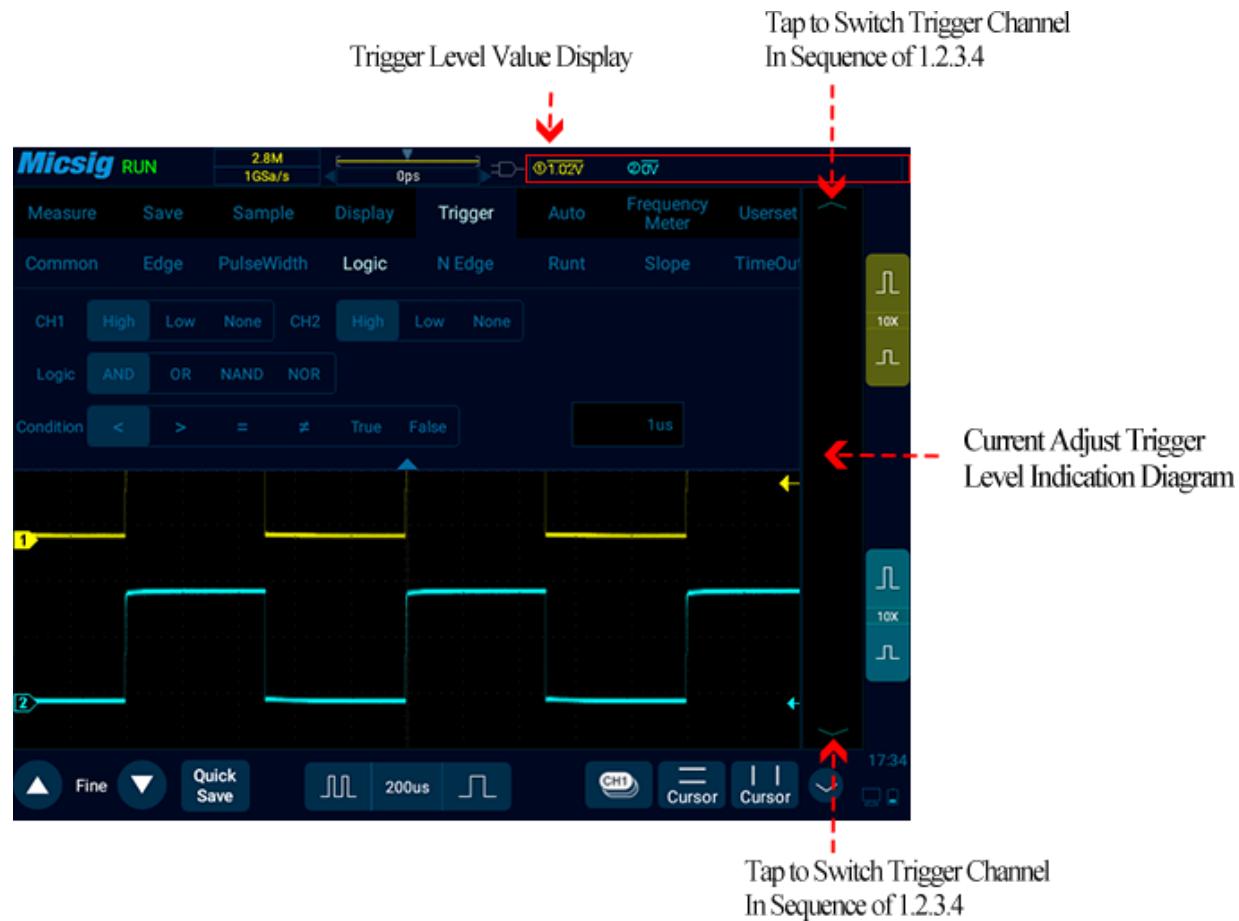 Tap to Switch Trigger Channel
In Sequence of 1.2.3.4
Trigger Level Value Display
Micsig RUN 2.8M
1GSa/s
0ps
①1.02V ②0V
Measure Save Sample Display Trigger Auto Frequency Meter Userset
Common Edge PulseWidth Logic N Edge Runt Slope TimeOut
CH1 High Low None CH2 High Low None
10X
Logic AND OR NAND NOR
Condition < > = ≠ True False 1us
Current Adjust Trigger
Level Indication Diagram
1
10X
2
17:34
Fine Quick Save 200us CH1 Cursor Cursor
Tap to Switch Trigger Channel
In Sequence of 1.2.3.4